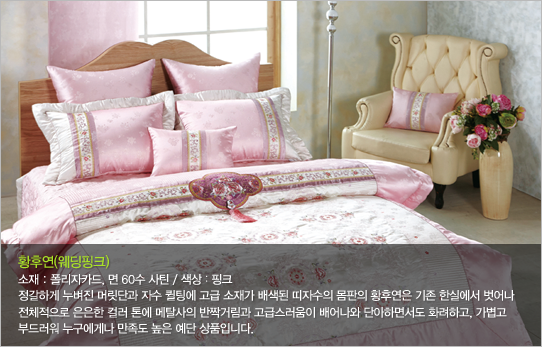 황후연(웨딩핑크)
소재 : 폴리자카드, 면 60수 사틴 / 색상 : 핑크
정갈하게 누벼진 머릿단과 자수 퀼팅에 고급 소재가 배색된 띠자수의 몸판의 황후연은 기존 한실에서 벗어나
전체적으로 은은한 컬러 톤에 메탈사의 반짝거림과 고급스러움이 배어나와 단아하면서도 화려하고, 가볍고
부드러워 누구에게나 만족도 높은 예단 상품입니다.